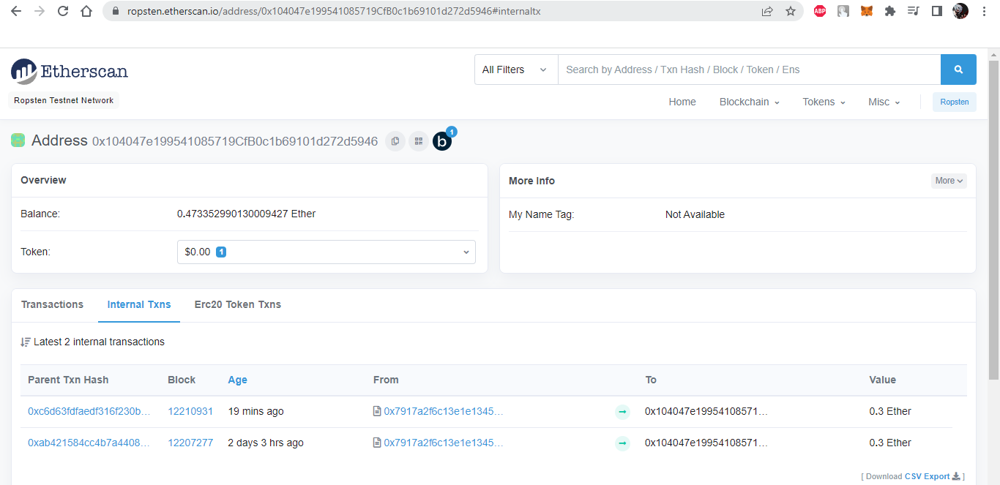 ropsten.etherscan.io/address/0x104047e199541085719CfB0c1b69101d272d5946#internaltx
ABP
Etherscan
All Filters Search by Address / Txn Hash / Block / Token / Ens
Ropsten Testnet Network
Home Blockchain Tokens Misc Ropsten
Address 0x104047e199541085719CfB0c1b69101d272d5946 b 1
Overview
Balance: 0.473352990130009427 Ether
Token: $0.00 1
More Info More
My Name Tag: Not Available
Transactions Internal Txns Erc20 Token Txns
Latest 2 internal transactions
Parent Txn Hash Block Age From To Value
0xc6d63fdfaedf316f230b... 12210931 19 mins ago 0x7917a2f6c13e1e1345... 0x104047e19954108571... 0.3 Ether
0xab421584cc4b7a4408... 12207277 2 days 3 hrs ago 0x7917a2f6c13e1e1345... 0x104047e19954108571... 0.3 Ether
[ Download CSV Export ]